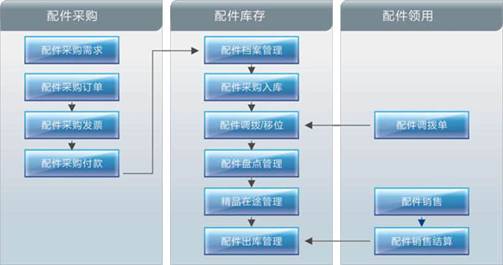 配件采购
配件采购需求
配件采购订单
配件采购发票
配件采购付款
配件库存
配件档案管理
配件采购入库
配件调拨/移位
配件盘点管理
精品在途管理
配件出库管理
配件领用
配件调拨单
配件销售
配件销售结算